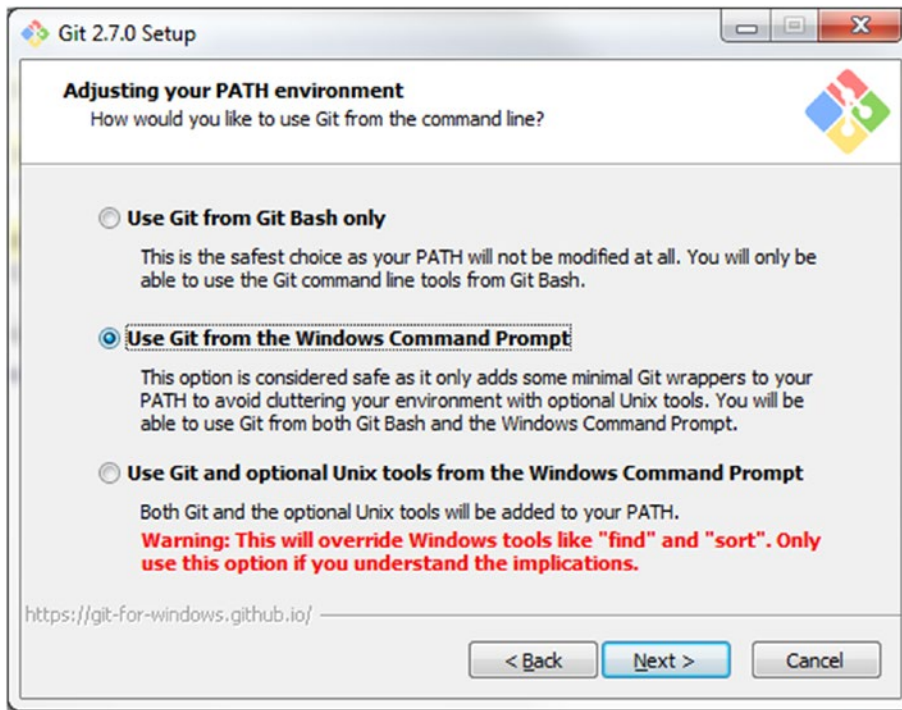 Git 2.7.0 Setup
Adjusting your PATH environment
How would you like to use Git from the command line?
Use Git from Git Bash only
This is the safest choice as your PATH will not be modified at all. You will only be
able to use the Git command line tools from Git Bash.
Use Git from the Windows Command Prompt
This option is considered safe as it only adds some minimal Git wrappers to your
PATH to avoid cluttering your environment with optional Unix tools. You will be
able to use Git from both Git Bash and the Windows Command Prompt.
Use Git and optional Unix tools from the Windows Command Prompt
Both Git and the optional Unix tools will be added to your PATH.
Warning: This will override Windows tools like "find" and "sort". Only
use this option if you understand the implications.
https://git-for-windows.github.io/
< Back Next > Cancel